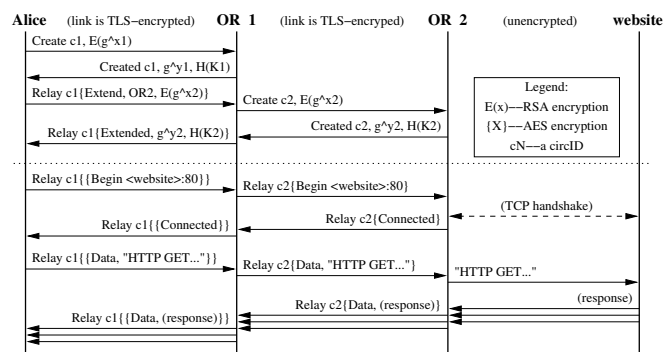 Alice (link is TLS-encrypted) OR 1 (link is TLS-encrypted) OR 2 (unencrypted) website
Create c1, E(g^x1)
Created c1, g^y1, H(K1)
Relay c1{Extend, OR2, E(g^x2)}
Create c2, E(g^x2)
Created c2, g^y2, H(K2)
Relay c1{Extended, g^y2, H(K2)}
Legend:
E(x)--RSA encryption
{X}--AES encryption
cN--a circID
Relay c1{{Begin <website>:80}}
Relay c2{Begin <website>:80}
(TCP handshake)
Relay c2{Connected}
Relay c1{{Connected}}
Relay c1{{Data, "HTTP GET..."}}
Relay c2{Data, "HTTP GET..."}
"HTTP GET..."
(response)
Relay c2{Data, (response)}
Relay c1{{Data, (response)}}